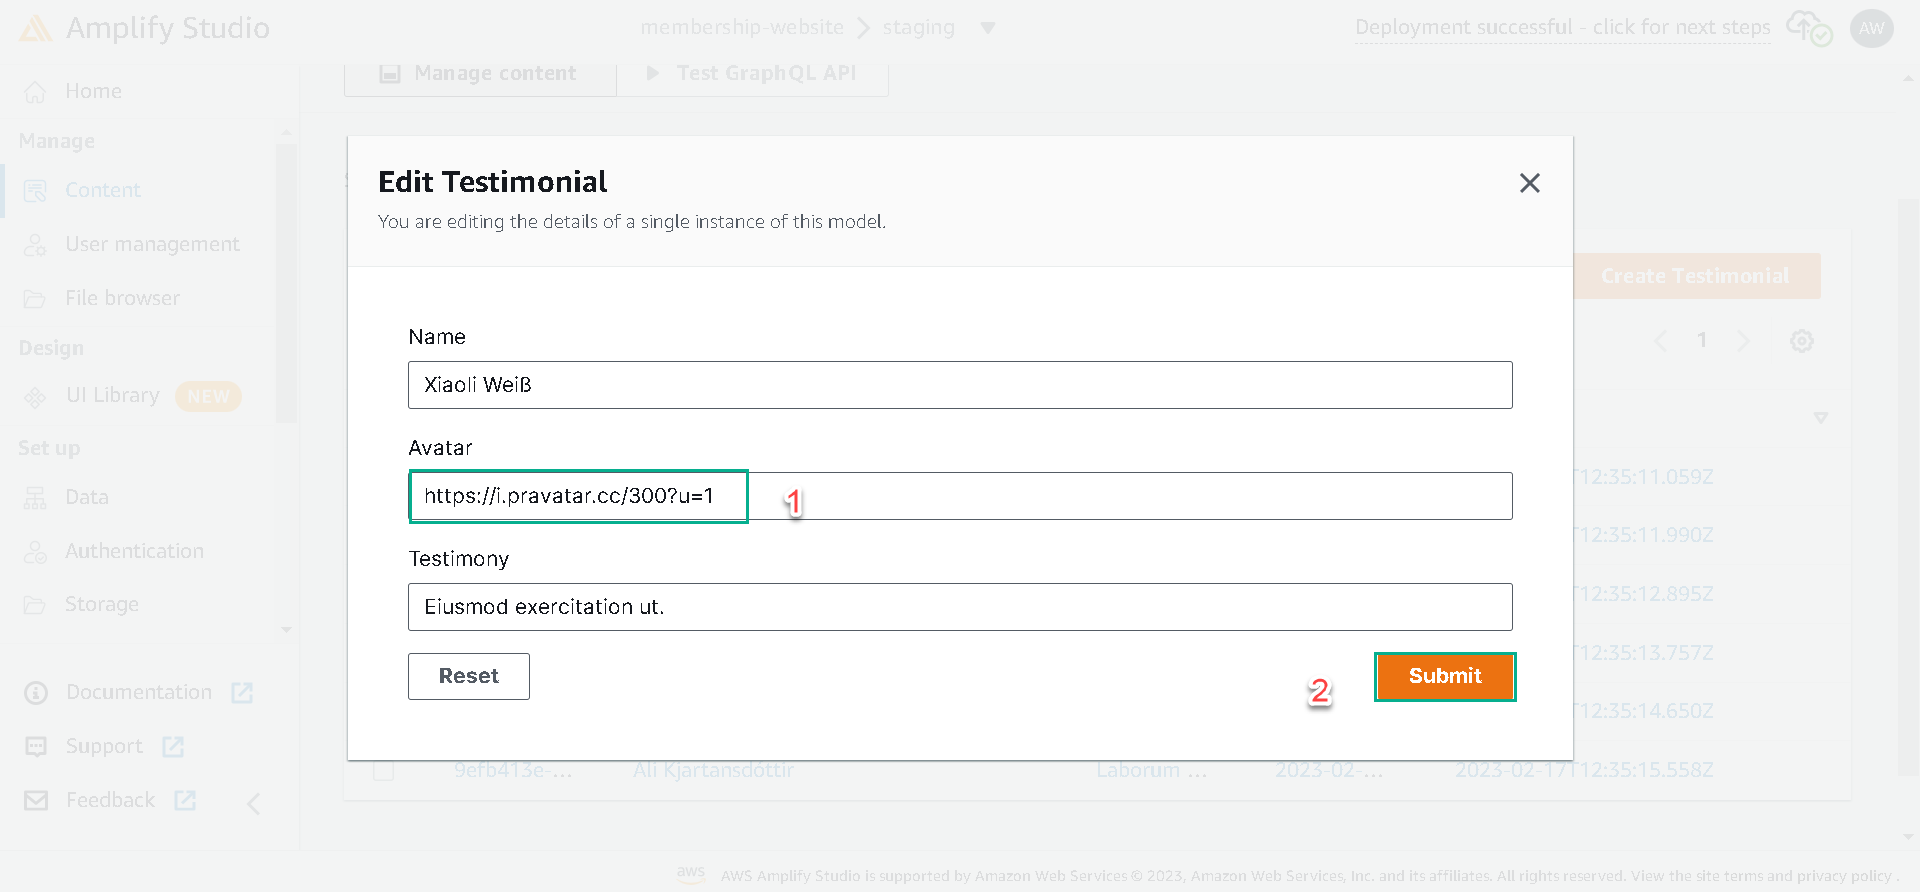 Amplify Studio
membership-website
staging
Deployment successful - click for next steps
AW
Manage content
Test GraphQL API
Home
Manage
Content
User management
File browser
Design
UI Library
NEW
Set up
Data
Authentication
Storage
Documentation
Support
Feedback
Edit Testimonial
You are editing the details of a single instance of this model.
Create Testimonial
1
Name
Xiaoli Weiß
Avatar
https://i.pravatar.cc/300?u=1
1
Testimony
Eiusmod exercitation ut.
Reset
2
Submit
T12:35:11.059Z
T12:35:11.990Z
T12:35:12.895Z
T12:35:13.757Z
T12:35:14.650Z
9efb413e-...
Ali Kjartansdóttir
Laborum ...
2023-02-...
2023-02-17T12:35:15.558Z
aws
AWS Amplify Studio is supported by Amazon Web Services © 2023, Amazon Web Services, Inc. and its affiliates. All rights reserved. View the site terms and privacy policy .